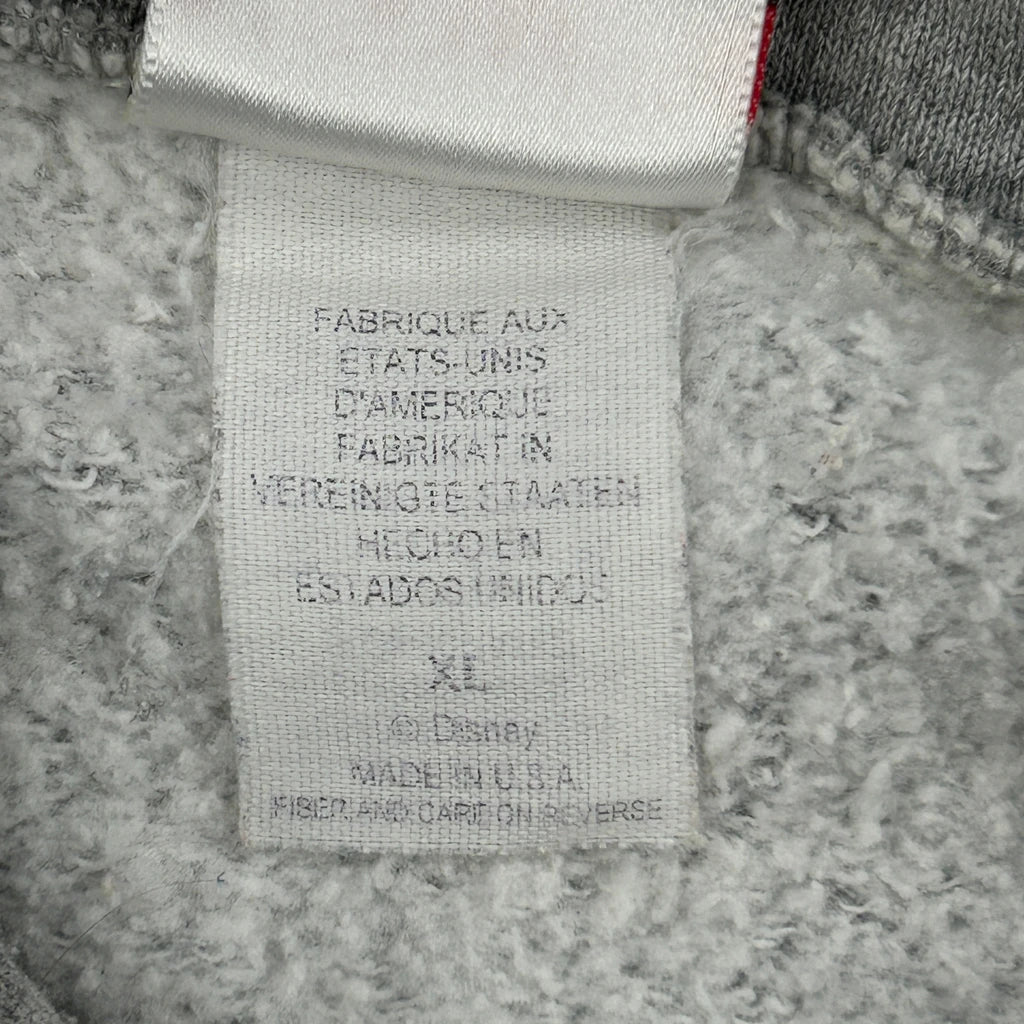 FABRIQUE AUX
ETATS-UNIS
D'AMERIQUE
FABRIKAT IN
VEREINIGTE STAATEN
HECHO EN
ESTADOS UNIDOS
XL
© Disney
MADE IN U.S.A.
FIBER AND CARE ON REVERSE